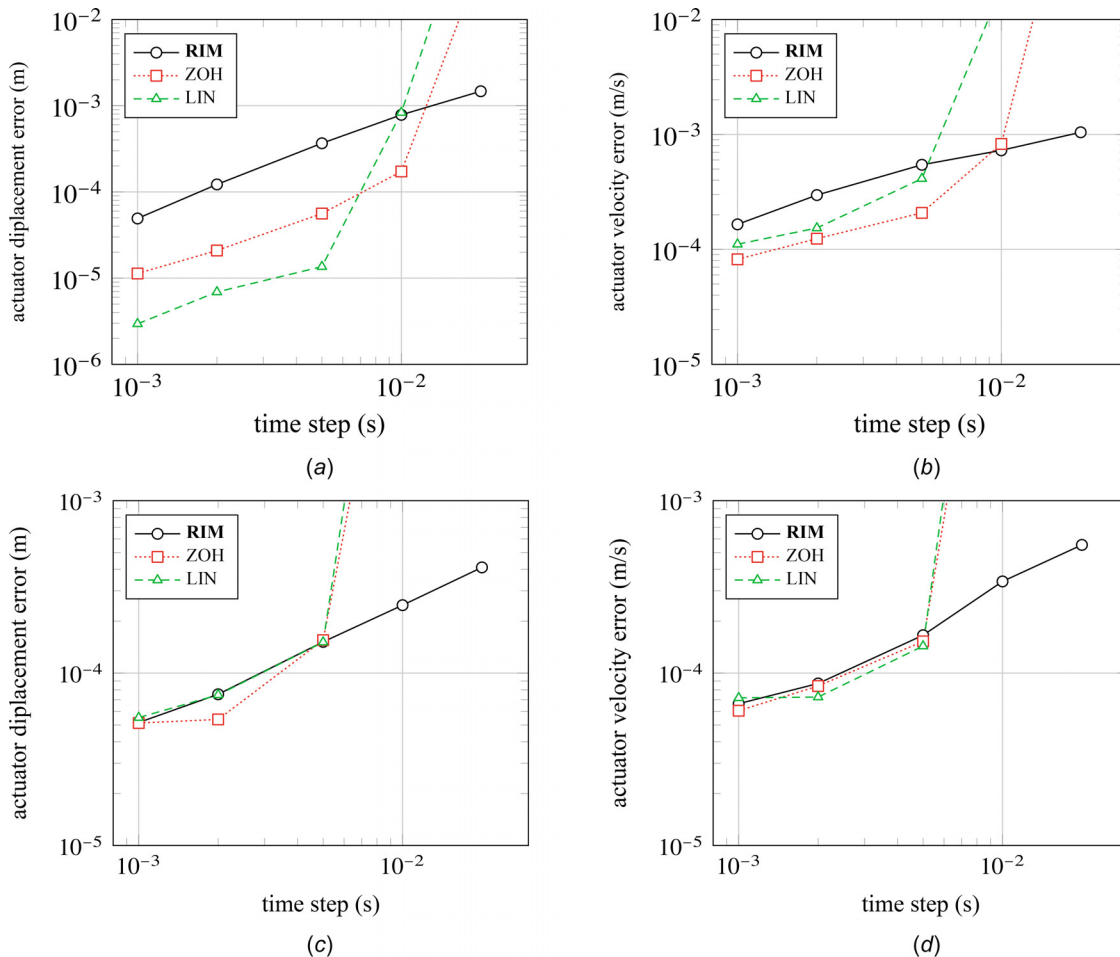 10⁻²
10⁻³
10⁻⁴
10⁻⁵
10⁻⁶
actuator diplacement error (m)
RIM
ZOH
LIN
10⁻³
10⁻²
time step (s)
(a)
10⁻²
10⁻³
10⁻⁴
10⁻⁵
actuator velocity error (m/s)
RIM
ZOH
LIN
10⁻³
10⁻²
time step (s)
(b)
10⁻³
10⁻⁴
10⁻⁵
actuator diplacement error (m)
RIM
ZOH
LIN
10⁻³
10⁻²
time step (s)
(c)
10⁻³
10⁻⁴
10⁻⁵
actuator velocity error (m/s)
RIM
ZOH
LIN
10⁻³
10⁻²
time step (s)
(d)